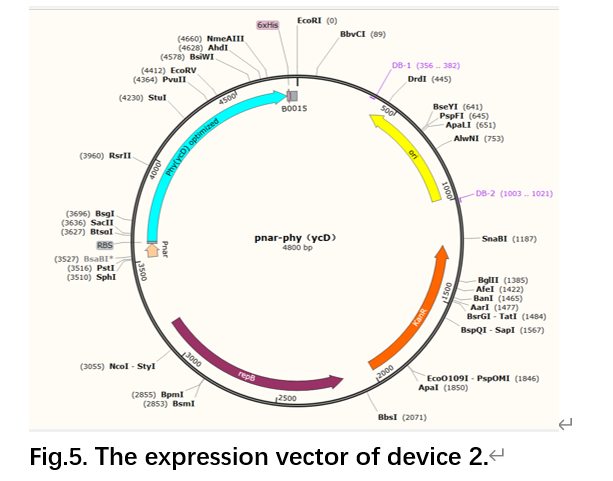 EcoRI (0)
6xHis
BbvCI (89)
(4660) NmeAIII
(4628) AhdI
(4578) BsiWI
(4412) EcoRV
(4364) PvuII
(4230) StuI
(3960) RsrII
(3696) BsgI
(3636) SacII
(3627) BtsαI
RBS
(3527) BsaBI*
(3516) PstI
(3510) SphI
(3055) NcoI - StyI
(2855) BpmI
(2853) BsmI
DB-1 (356 .. 382)
DrdI (445)
BseYI (641)
PspFI (645)
ApaLI (651)
AlwNI (753)
DB-2 (1003 .. 1021)
SnaBI (1187)
BglII (1385)
AfeI (1422)
BanI (1465)
AarI (1477)
BsrGI - TatI (1484)
BspQI - SapI (1567)
EcoO109I - PspOMI (1846)
ApaI (1850)
BbsI (2071)
B0015
Phy(ycD) optimized
Pnar
ori
KanR
repB
500
1000
1500
2000
2500
3000
3500
4000
4500
pnar-phy (ycD)
4800 bp
Fig.5. The expression vector of device 2.